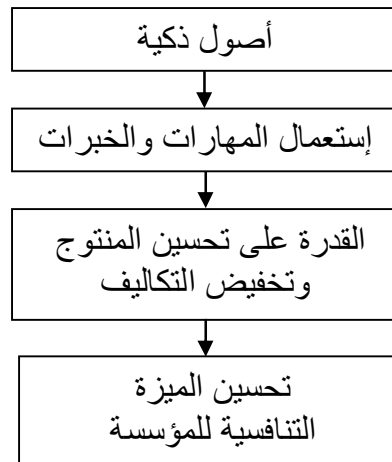 أصول ذكية
إستعمال المهارات والخبرات
القدرة على تحسين المنتوج
وتخفيض التكاليف
تحسين الميزة
التنافسية للمؤسسة